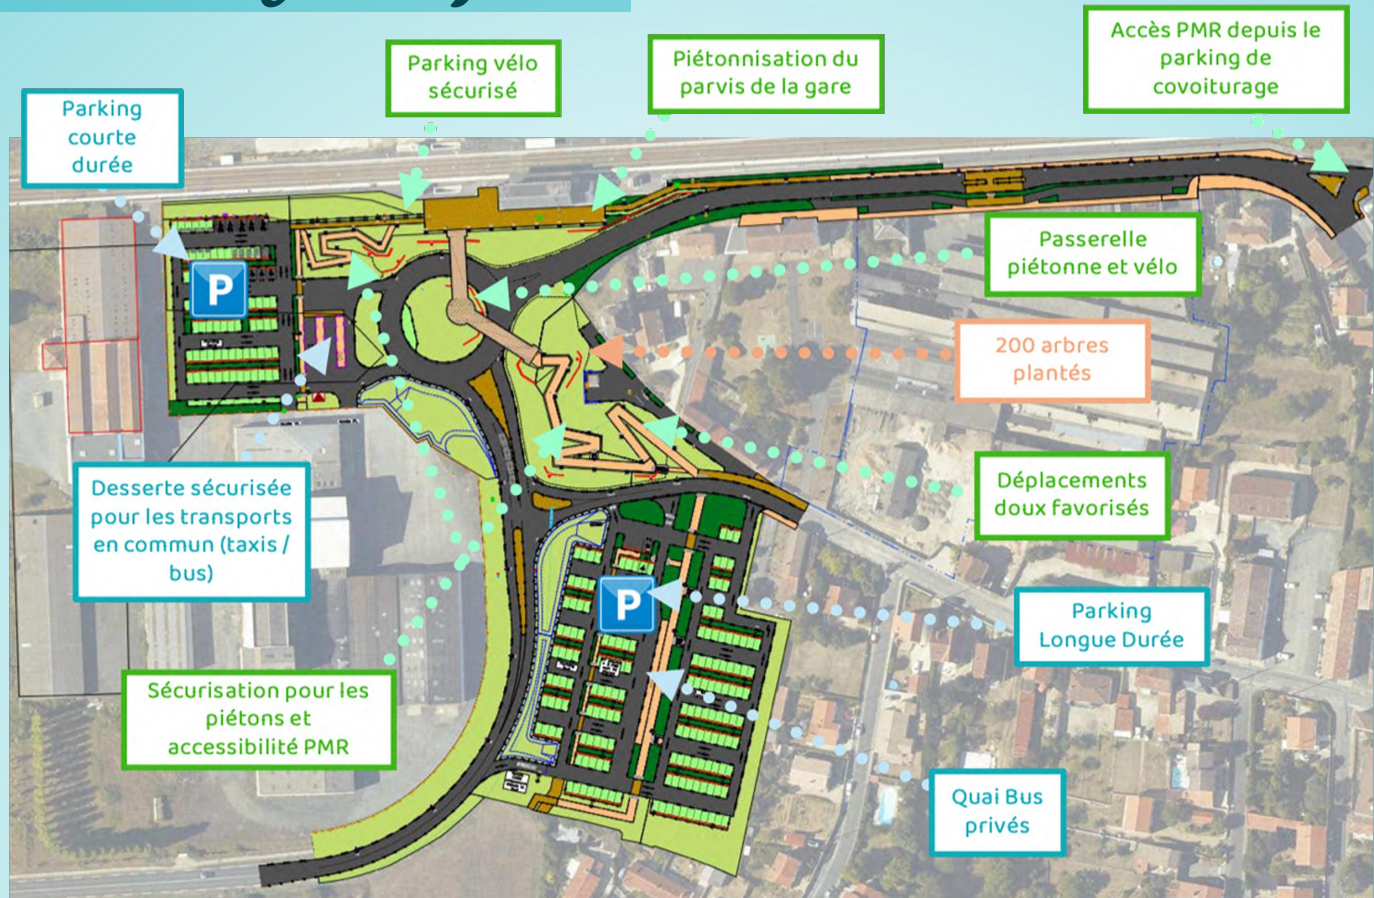 Parking vélo
sécurisé
Piétonnisation du
parvis de la gare
Accès PMR depuis le
parking de
covoiturage
Parking
courte
durée
P
Passerelle
piétonne et vélo
200 arbres
plantés
Desserte sécurisée
pour les transports
en commun (taxis /
bus)
Déplacements
doux favorisés
P
Parking
Longue Durée
Sécurisation pour les
piétons et
accessibilité PMR
Quai Bus
privés